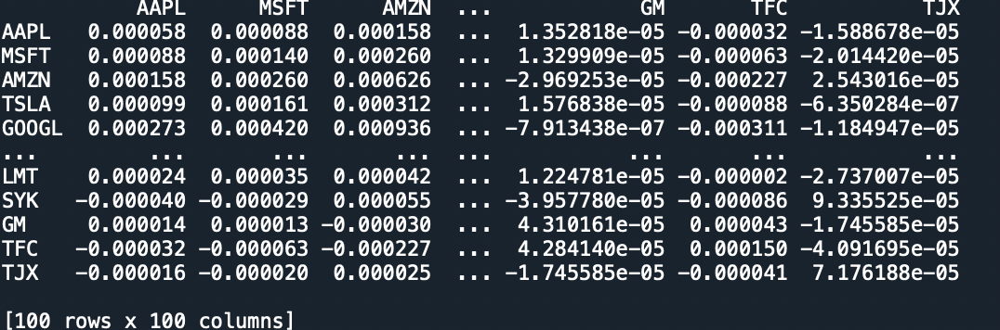 AAPL MSFT AMZN ... GM TFC TJX
AAPL 0.000058 0.000088 0.000158 ... 1.352818e-05 -0.000032 -1.588678e-05
MSFT 0.000088 0.000140 0.000260 ... 1.329909e-05 -0.000063 -2.014420e-05
AMZN 0.000158 0.000260 0.000626 ... -2.969253e-05 -0.000227 2.543016e-05
TSLA 0.000099 0.000161 0.000312 ... 1.576838e-05 -0.000088 -6.350284e-07
GOOGL 0.000273 0.000420 0.000936 ... -7.913438e-07 -0.000311 -1.184947e-05
... ... ... ... ... ... ... ...
LMT 0.000024 0.000035 0.000042 ... 1.224781e-05 -0.000002 -2.737007e-05
SYK -0.000040 -0.000029 0.000055 ... -3.957780e-05 -0.000086 9.335525e-05
GM 0.000014 0.000013 -0.000030 ... 4.310161e-05 0.000043 -1.745585e-05
TFC -0.000032 -0.000063 -0.000227 ... 4.284140e-05 0.000150 -4.091695e-05
TJX -0.000016 -0.000020 0.000025 ... -1.745585e-05 -0.000041 7.176188e-05
[100 rows x 100 columns]